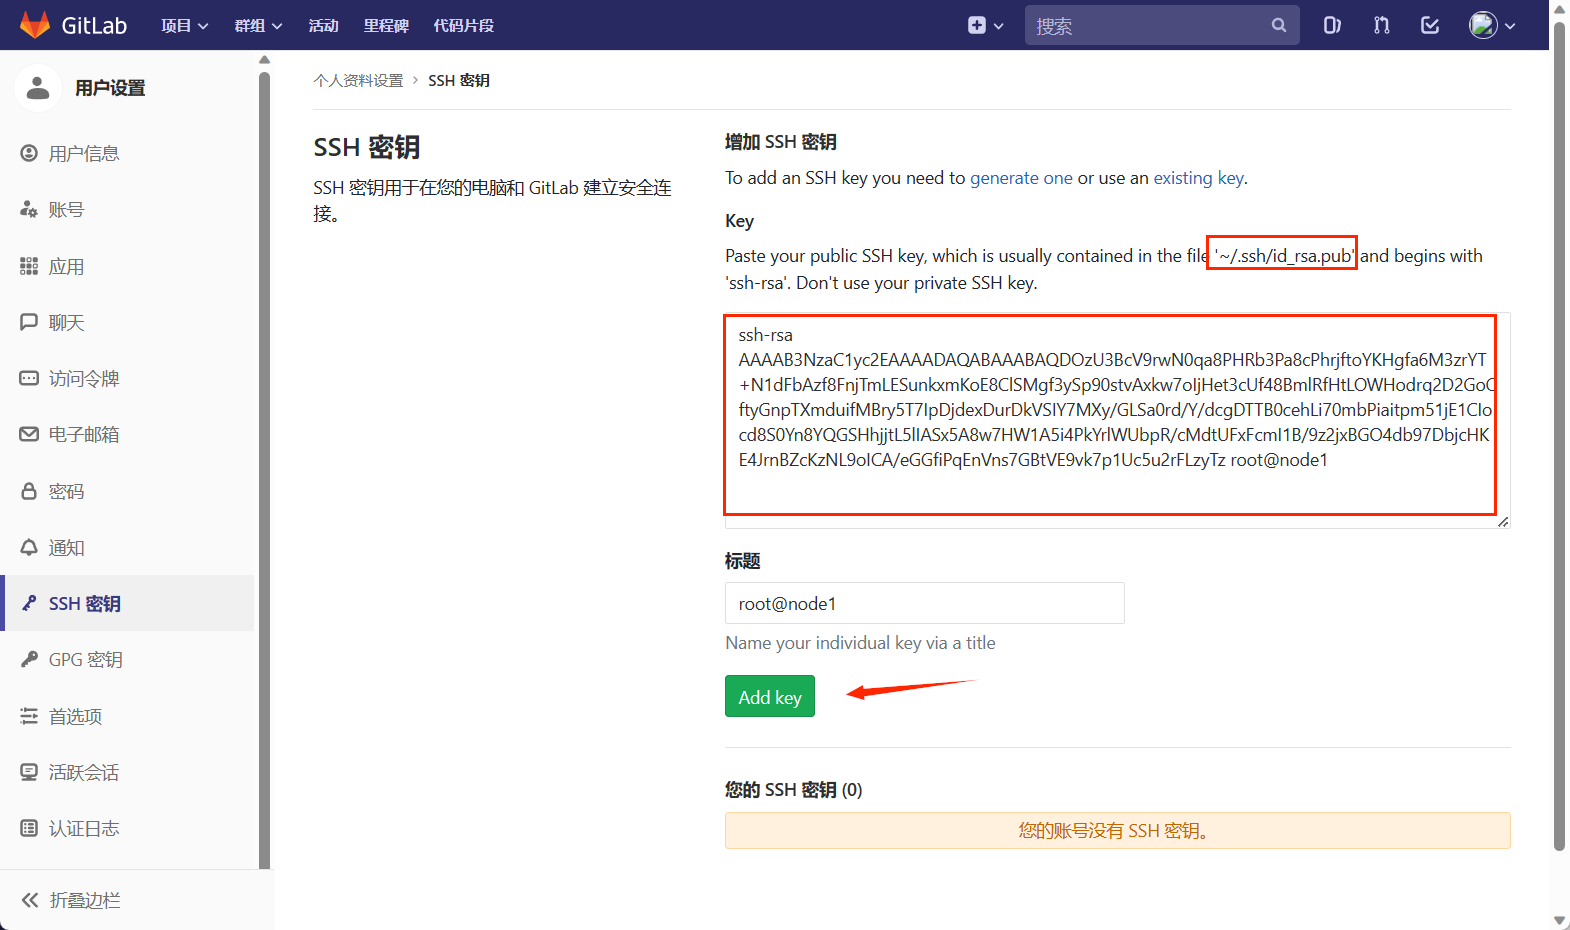 GitLab 项目 群组 活动 里程碑 代码片段 搜索
用户设置
用户信息
账号
应用
聊天
访问令牌
电子邮箱
密码
通知
SSH 密钥
GPG 密钥
首选项
活跃会话
认证日志
折叠边栏
个人资料设置 › SSH 密钥
SSH 密钥
SSH 密钥用于在您的电脑和 GitLab 建立安全连
接。
增加 SSH 密钥
To add an SSH key you need to generate one or use an existing key.
Key
Paste your public SSH key, which is usually contained in the file '~/.ssh/id_rsa.pub' and begins with
'ssh-rsa'. Don't use your private SSH key.
ssh-rsa
AAAAB3NzaC1yc2EAAAADAQABAAABAQDOzU3BcV9rwN0qa8PHRb3Pa8cPhrjftoYKHgfa6M3zrYT
+N1dFbAzf8FnjTmLESunkxmKoE8ClSMgf3ySp90stvAxkw7oIjHet3cUf48BmlRfHtLOWHodrq2D2GoC
ftyGnpTXmduifMBry5T7IpDjdexDurDkVSIY7MXy/GLSa0rd/Y/dcgDTTB0cehLi70mbPiaitpm51jE1CIo
cd8S0Yn8YQGSHhjjtL5lIASx5A8w7HW1A5i4PkYrlWUbpR/cMdtUFxFcmI1B/9z2jxBGO4db97DbjcHK
E4JrnBZcKzNL9oICA/eGGfiPqEnVns7GBtVE9vk7p1Uc5u2rFLzyTz root@node1
标题
root@node1
Name your individual key via a title
Add key
您的 SSH 密钥 (0)
您的账号没有 SSH 密钥。